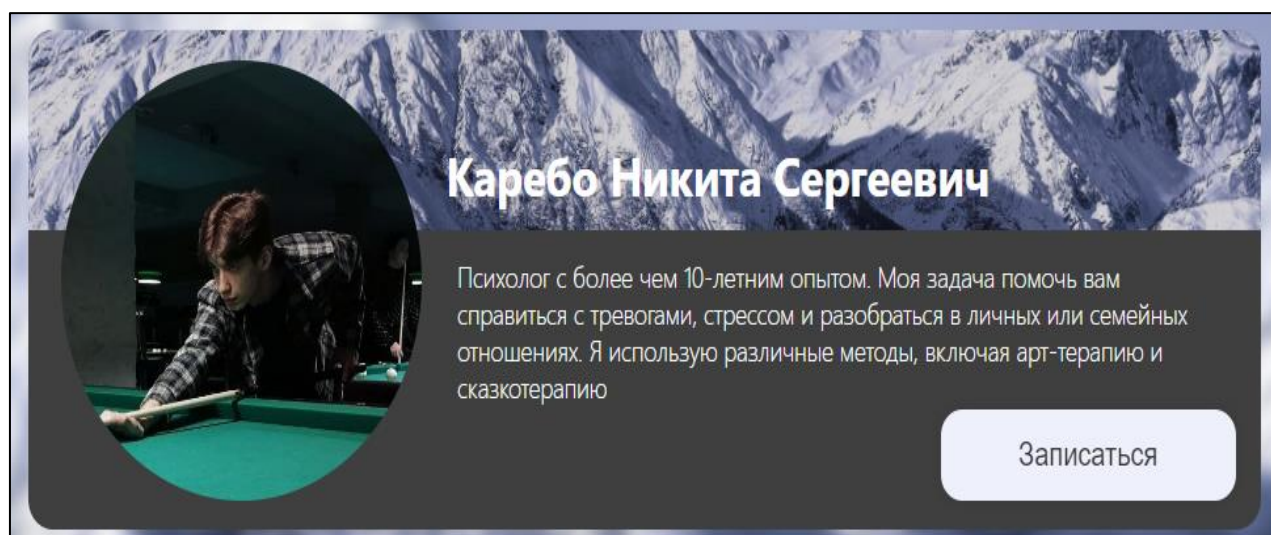 Каребо Никита Сергеевич
Психолог с более чем 10-летним опытом. Моя задача помочь вам
справиться с тревогами, стрессом и разобраться в личных или семейных
отношениях. Я использую различные методы, включая арт-терапию и
сказкотерапию
Записаться